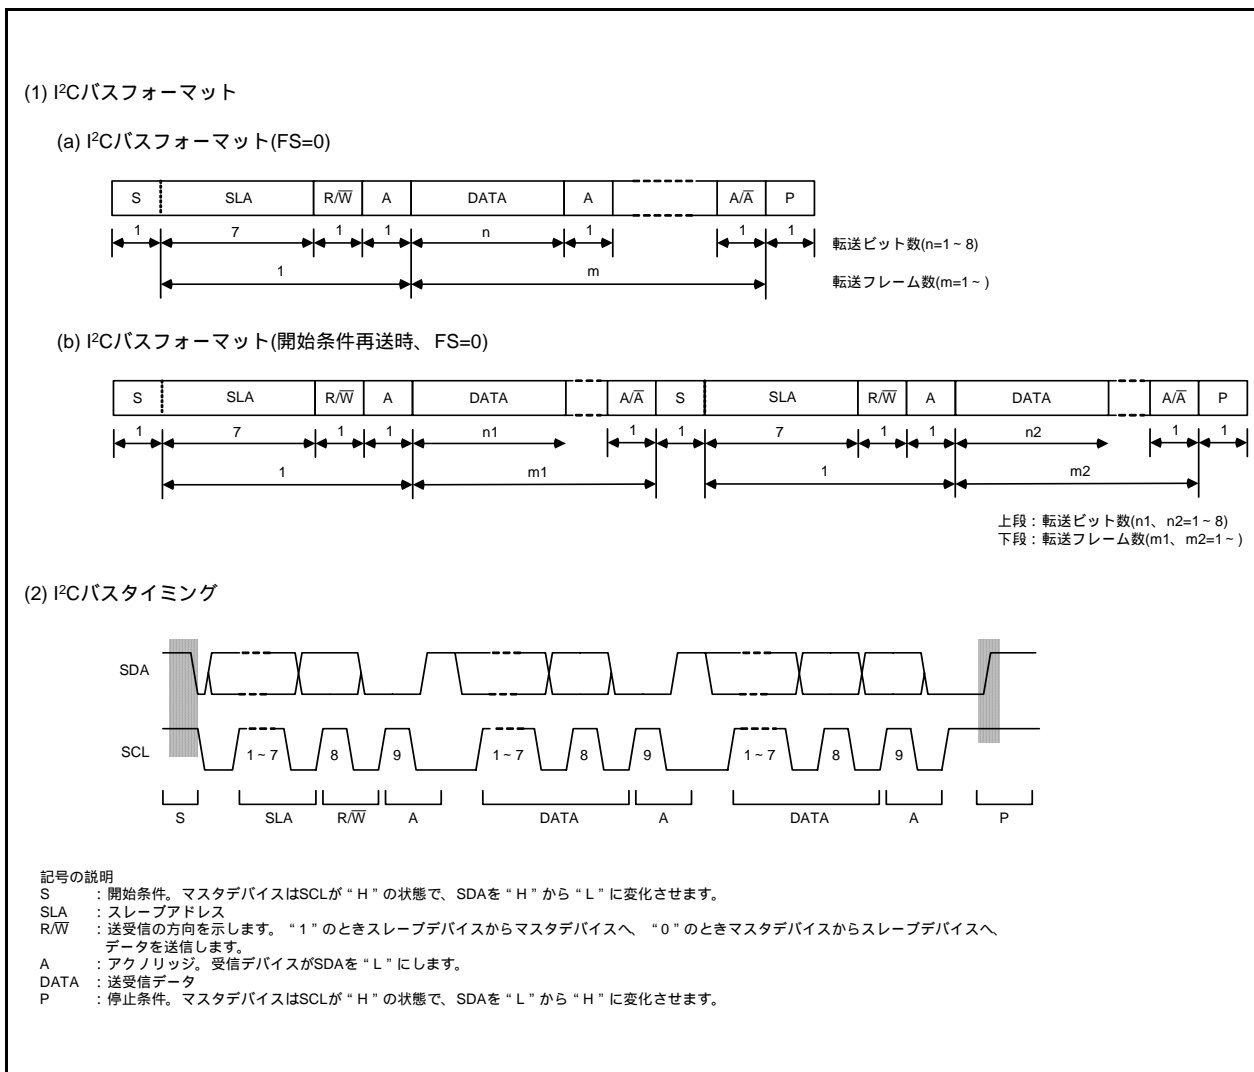 (1) I²Cバスフォーマット
(a) I²Cバスフォーマット(FS=0)
S SLA R/W̅ A DATA A A/A̅ P
1 7 1 1 n 1 1 1
転送ビット数(n=1~8)
1 m
転送フレーム数(m=1~ )
(b) I²Cバスフォーマット(開始条件再送時、FS=0)
S SLA R/W̅ A DATA A/A̅ S SLA R/W̅ A DATA A/A̅ P
1 7 1 1 n1 1 1 7 1 1 n2 1 1
1 m1 1 m2
上段:転送ビット数(n1、n2=1~8)
下段:転送フレーム数(m1、m2=1~ )
(2) I²Cバスタイミング
SDA
SCL 1~7 8 9 1~7 8 9 1~7 8 9
S SLA R/W̅ A DATA A DATA A P
記号の説明
S :開始条件。マスタデバイスはSCLが“H”の状態で、SDAを“H”から“L”に変化させます。
SLA :スレーブアドレス
R/W̅ :送受信の方向を示します。“1”のときスレーブデバイスからマスタデバイスへ、“0”のときマスタデバイスからスレーブデバイスへ、
データを送信します。
A :アクノリッジ。受信デバイスがSDAを“L”にします。
DATA :送受信データ
P :停止条件。マスタデバイスはSCLが“H”の状態で、SDAを“L”から“H”に変化させます。